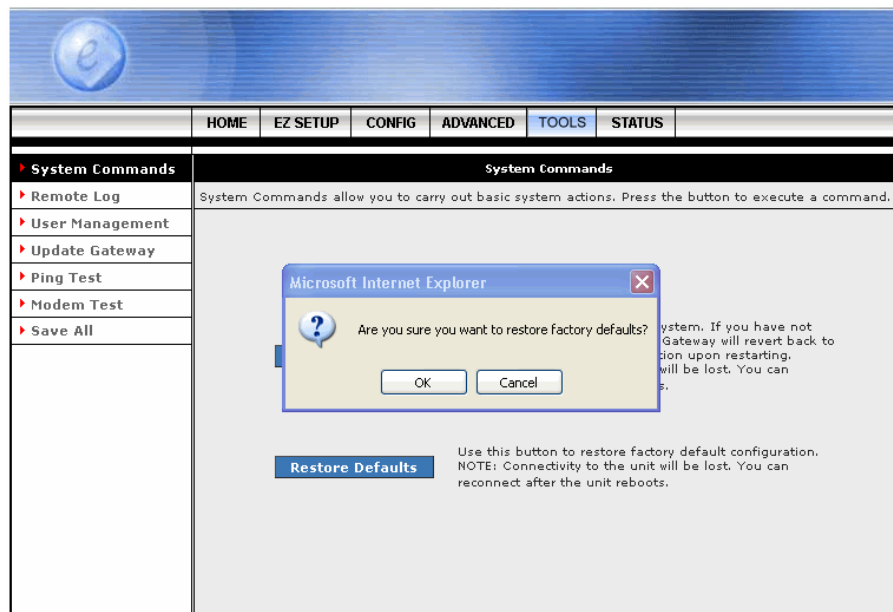 e
HOME EZ SETUP CONFIG ADVANCED TOOLS STATUS
System Commands
Remote Log
User Management
Update Gateway
Ping Test
Modem Test
Save All
System Commands
System Commands allow you to carry out basic system actions. Press the button to execute a command.
Microsoft Internet Explorer
Are you sure you want to restore factory defaults?
OK Cancel
system. If you have not
Gateway will revert back to
upon restarting.
will be lost. You can
Restore Defaults
Use this button to restore factory default configuration.
NOTE: Connectivity to the unit will be lost. You can
reconnect after the unit reboots.